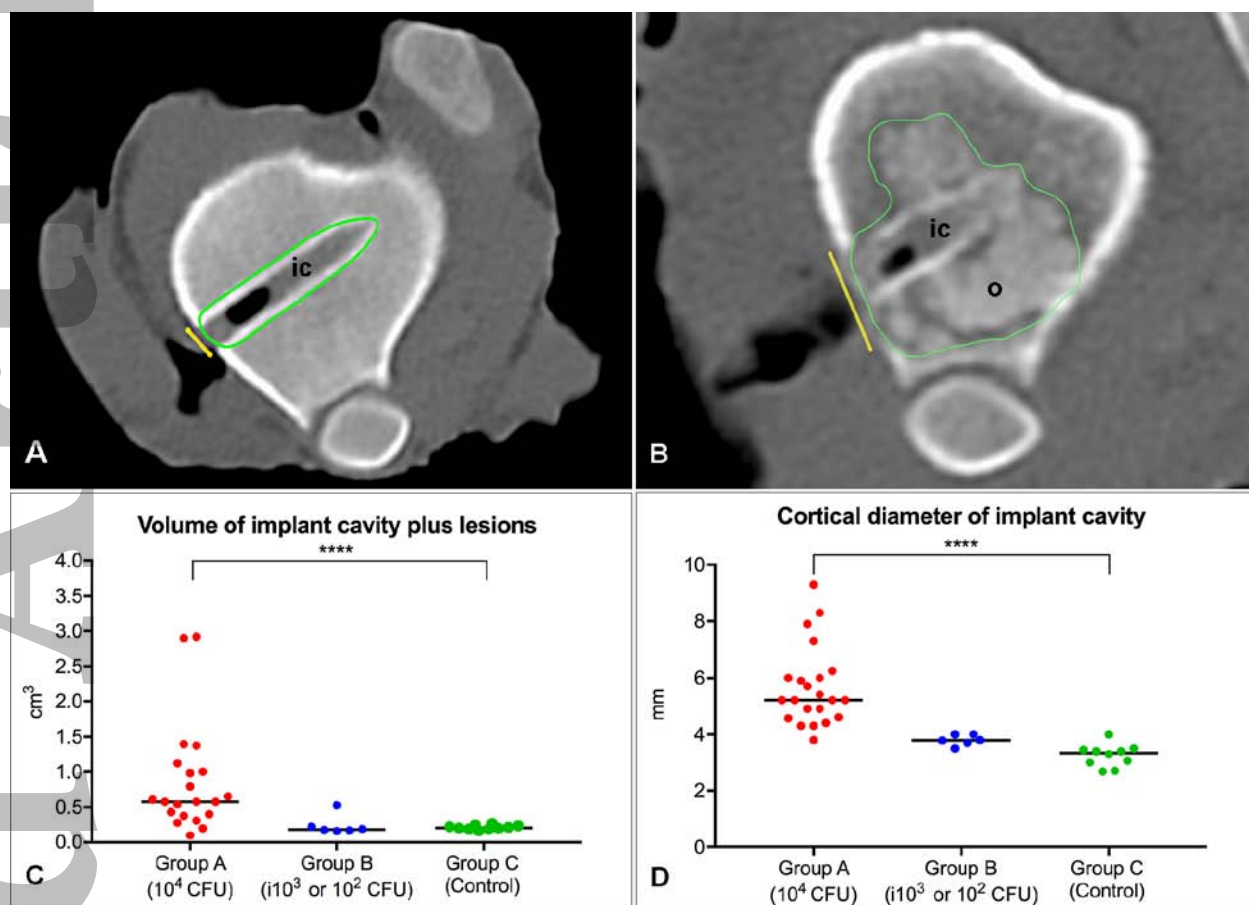 ic
A
ic
o
B
Volume of implant cavity plus lesions
****
4.0
3.5
3.0
2.5
2.0
1.5
1.0
0.5
0.0
cm³
Group A
(10⁴ CFU)
Group B
(i10³ or 10² CFU)
Group C
(Control)
C
Cortical diameter of implant cavity
****
10
8
6
4
2
0
mm
Group A
(10⁴ CFU)
Group B
(i10³ or 10² CFU)
Group C
(Control)
D